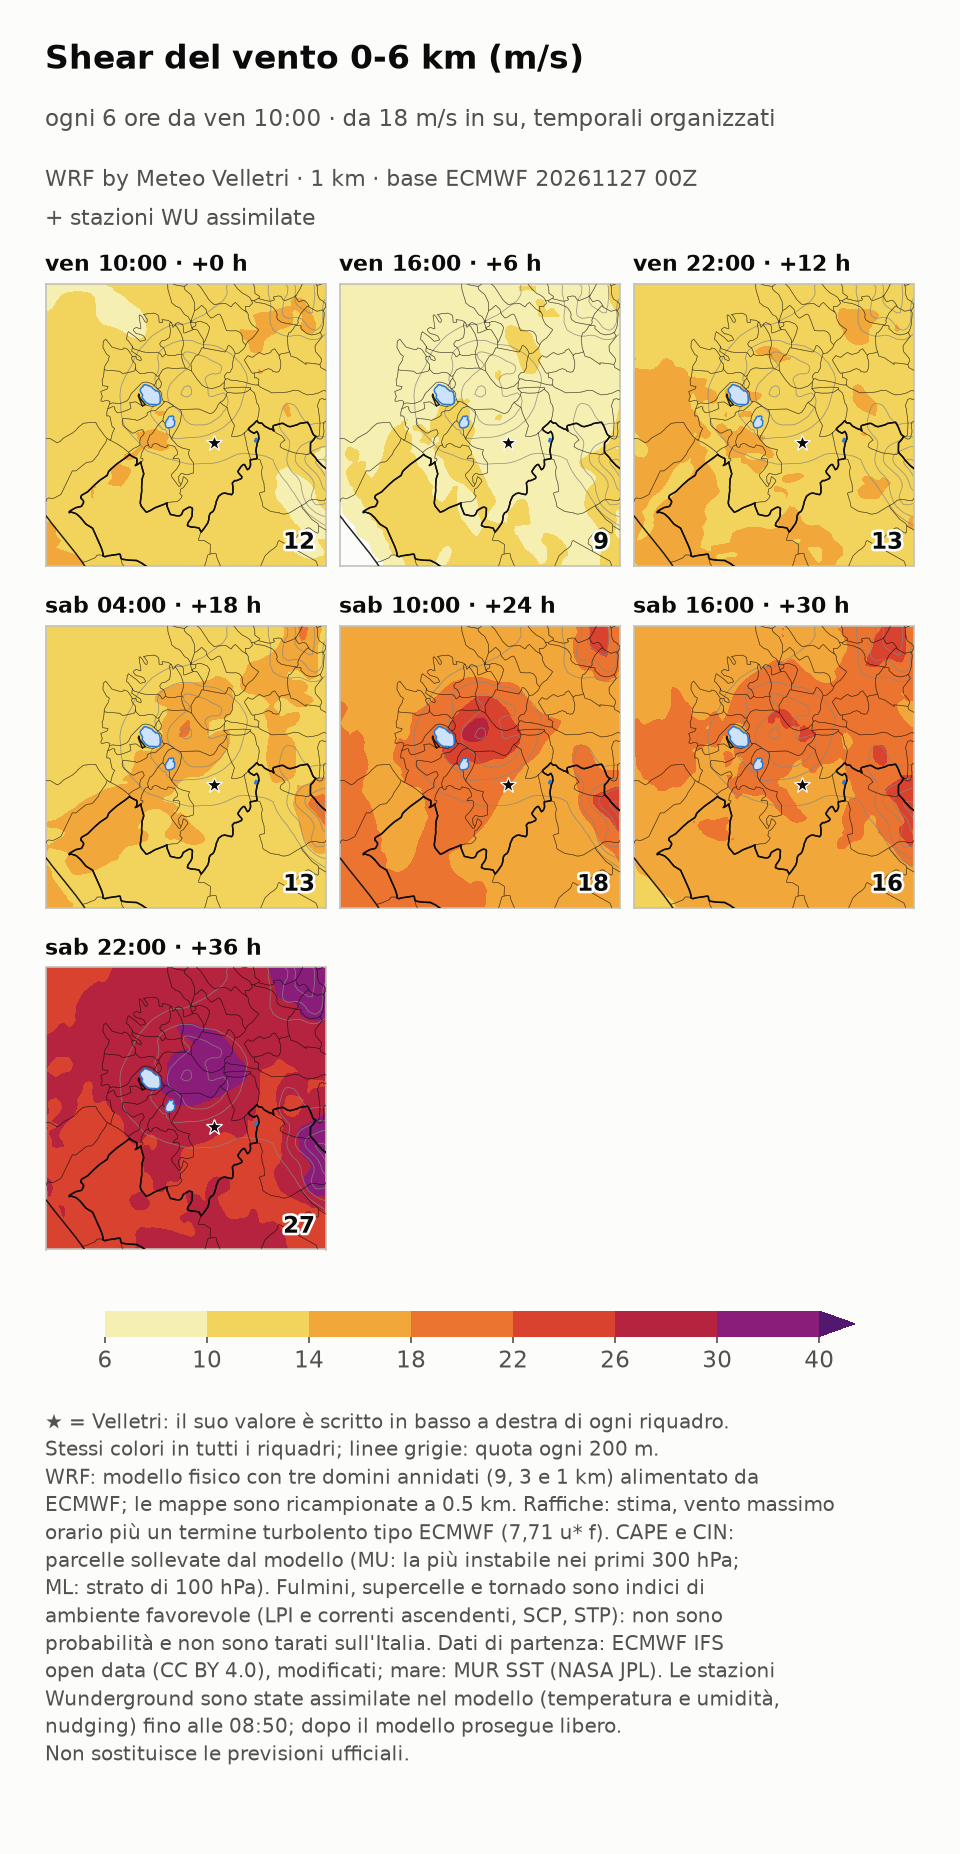 Shear del vento 0-6 km (m/s)
ogni 6 ore da ven 10:00 · da 18 m/s in su, temporali organizzati
WRF by Meteo Velletri · 1 km · base ECMWF 20261127 00Z
+ stazioni WU assimilate
ven 10:00 · +0 h
ven 16:00 · +6 h
ven 22:00 · +12 h
12
9
13
sab 04:00 · +18 h
sab 10:00 · +24 h
sab 16:00 · +30 h
13
18
16
sab 22:00 · +36 h
27
6 10 14 18 22 26 30 40
★ = Velletri: il suo valore è scritto in basso a destra di ogni riquadro.
Stessi colori in tutti i riquadri; linee grigie: quota ogni 200 m.
WRF: modello fisico con tre domini annidati (9, 3 e 1 km) alimentato da
ECMWF; le mappe sono ricampionate a 0.5 km. Raffiche: stima, vento massimo
orario più un termine turbolento tipo ECMWF (7,71 u* f). CAPE e CIN:
parcelle sollevate dal modello (MU: la più instabile nei primi 300 hPa;
ML: strato di 100 hPa). Fulmini, supercelle e tornado sono indici di
ambiente favorevole (LPI e correnti ascendenti, SCP, STP): non sono
probabilità e non sono tarati sull'Italia. Dati di partenza: ECMWF IFS
open data (CC BY 4.0), modificati; mare: MUR SST (NASA JPL). Le stazioni
Wunderground sono state assimilate nel modello (temperatura e umidità,
nudging) fino alle 08:50; dopo il modello prosegue libero.
Non sostituisce le previsioni ufficiali.